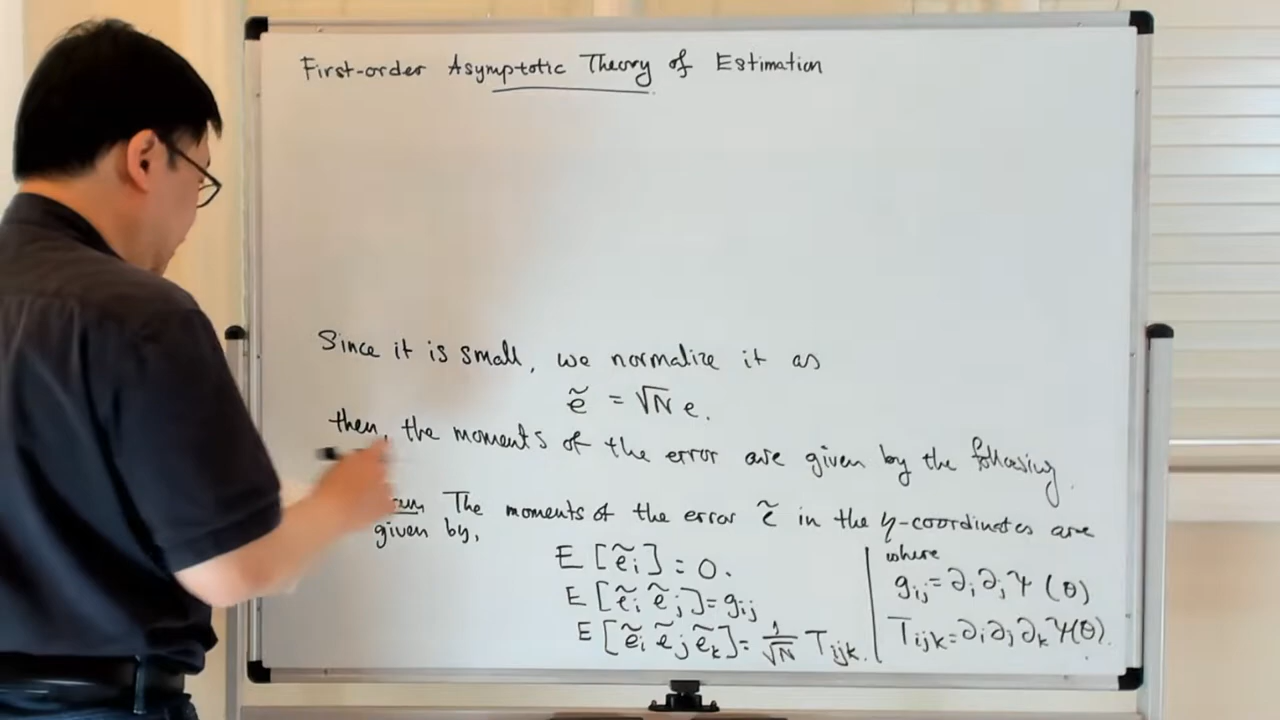 First-order Asymptotic Theory of Estimation
Since it is small, we normalize it as
ẽ = √N e.
then, the moments of the error are given by the following.
The moments of the error ẽ in the η-coordinates are
given by,
E[ẽᵢ] = 0.
E[ẽᵢ ẽⱼ] = gᵢⱼ
E[ẽᵢ ẽⱼ ẽₖ] = 1/√N Tᵢⱼₖ.
where
gᵢⱼ = ∂ᵢ∂ⱼ ψ(θ)
Tᵢⱼₖ = ∂ᵢ∂ⱼ∂ₖ ψ(θ).